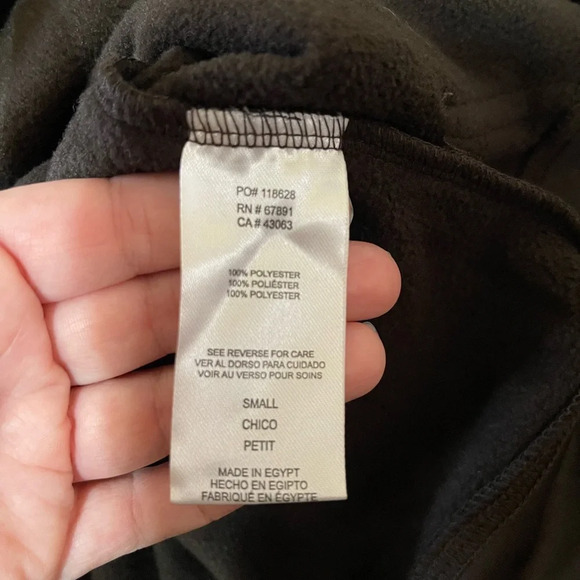 PO# 118628
RN # 67891
CA # 43063
100% POLYESTER
100% POLIÉSTER
100% POLYESTER
SEE REVERSE FOR CARE
VER AL DORSO PARA CUIDADO
VOIR AU VERSO POUR SOINS
SMALL
CHICO
PETIT
MADE IN EGYPT
HECHO EN EGIPTO
FABRIQUÉ EN ÉGYPTE